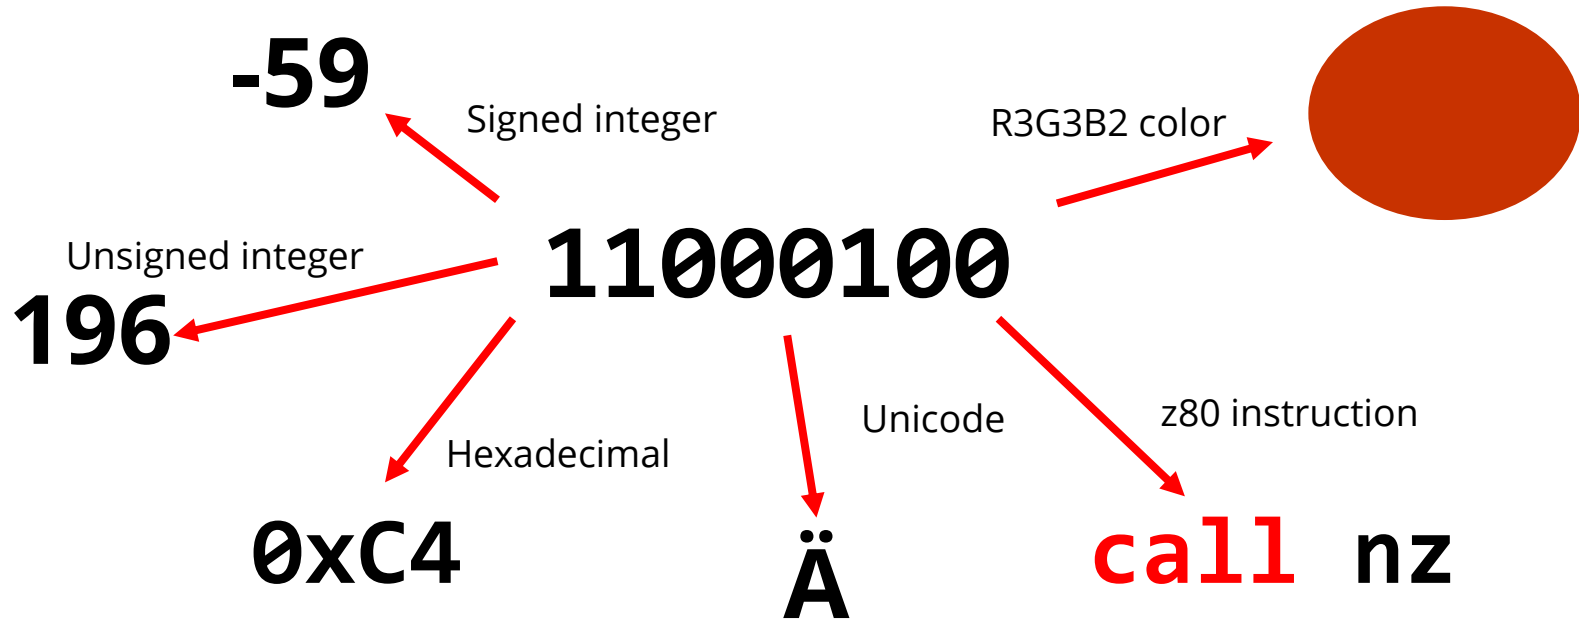 -59
Signed integer
R3G3B2 color
Unsigned integer
11000100
196
Unicode
z80 instruction
Hexadecimal
0xC4
Ä
call nz